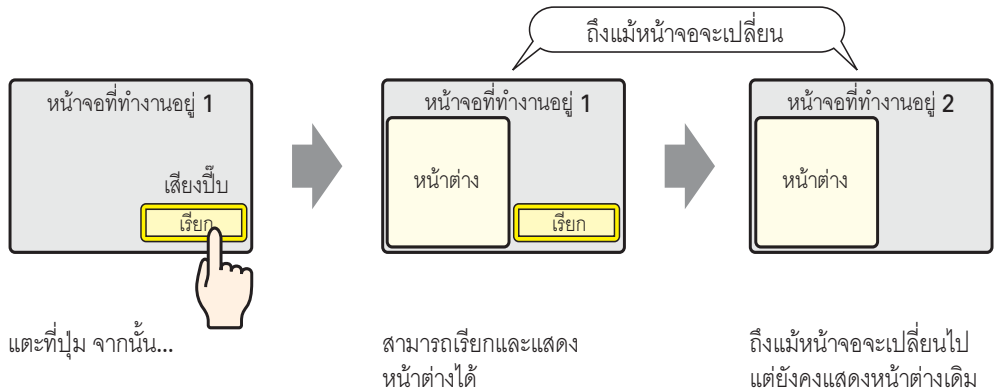 ถึงแม้หน้าจอจะเปลี่ยน
หน้าจอที่ทำงานอยู่ 1
เสียงปี๊บ
เรียก
แตะที่ปุ่ม จากนั้น...
หน้าจอที่ทำงานอยู่ 1
หน้าต่าง
เรียก
สามารถเรียกและแสดง
หน้าต่างได้
หน้าจอที่ทำงานอยู่ 2
หน้าต่าง
ถึงแม้หน้าจอจะเปลี่ยนไป
แต่ยังคงแสดงหน้าต่างเดิม